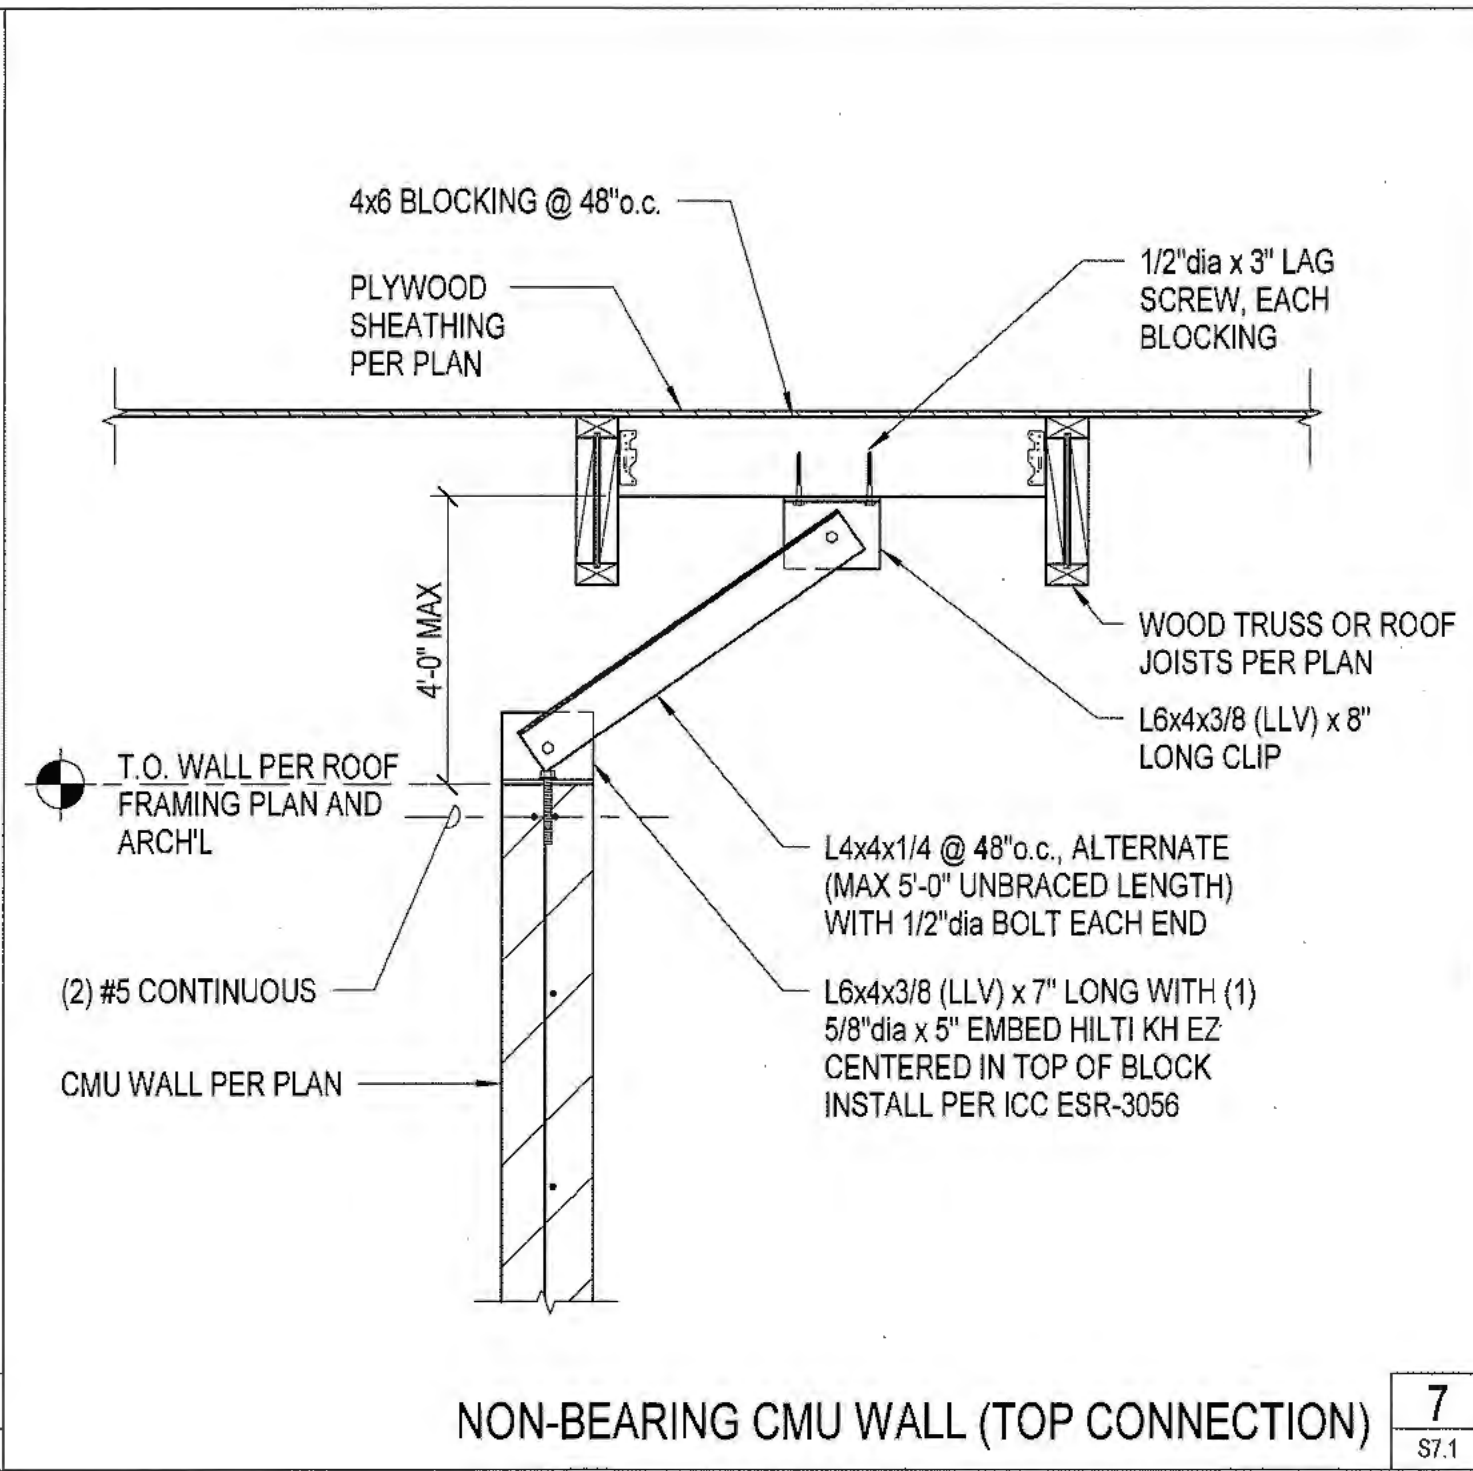 4x6 BLOCKING @ 48"o.c.
PLYWOOD
SHEATHING
PER PLAN
1/2"dia x 3" LAG
SCREW, EACH
BLOCKING
4'-0" MAX
WOOD TRUSS OR ROOF
JOISTS PER PLAN
L6x4x3/8 (LLV) x 8"
LONG CLIP
T.O. WALL PER ROOF
FRAMING PLAN AND
ARCH'L
L4x4x1/4 @ 48"o.c., ALTERNATE
(MAX 5'-0" UNBRACED LENGTH)
WITH 1/2"dia BOLT EACH END
(2) #5 CONTINUOUS
L6x4x3/8 (LLV) x 7" LONG WITH (1)
5/8"dia x 5" EMBED HILTI KH EZ
CENTERED IN TOP OF BLOCK
INSTALL PER ICC ESR-3056
CMU WALL PER PLAN
NON-BEARING CMU WALL (TOP CONNECTION)
7
S7.1